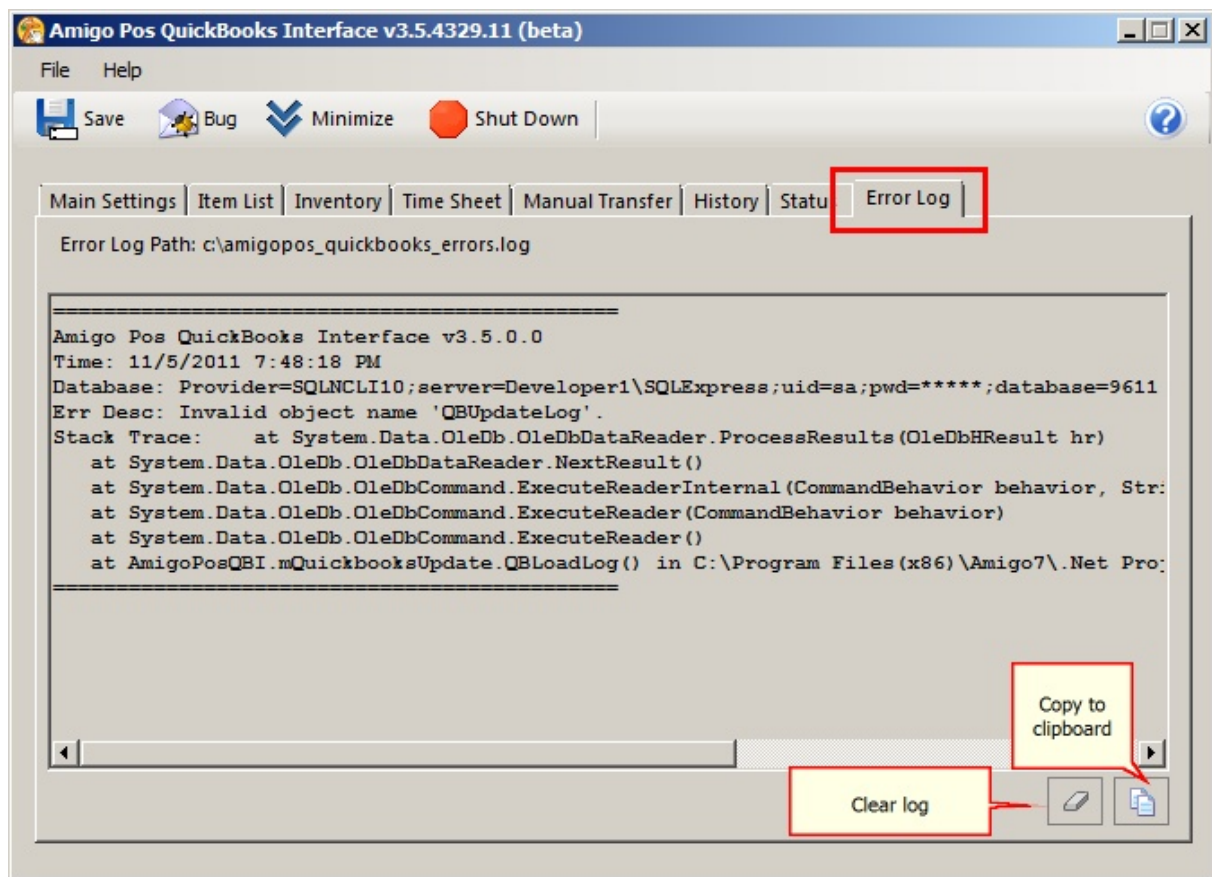 Amigo Pos QuickBooks Interface v3.5.4329.11 (beta)
File Help
Save Bug Minimize Shut Down
Main Settings Item List Inventory Time Sheet Manual Transfer History Statu Error Log
Error Log Path: c:\amigopos_quickbooks_errors.log
==============================================
Amigo Pos QuickBooks Interface v3.5.0.0
Time: 11/5/2011 7:48:18 PM
Database: Provider=SQLNCLI10;server=Developer1\SQLExpress;uid=sa;pwd=*****;database=9611
Err Desc: Invalid object name 'QBUpdateLog'.
Stack Trace:    at System.Data.OleDb.OleDbDataReader.ProcessResults(OleDbHResult hr)
   at System.Data.OleDb.OleDbDataReader.NextResult()
   at System.Data.OleDb.OleDbCommand.ExecuteReaderInternal(CommandBehavior behavior, Stri
   at System.Data.OleDb.OleDbCommand.ExecuteReader(CommandBehavior behavior)
   at System.Data.OleDb.OleDbCommand.ExecuteReader()
   at AmigoPosQBI.mQuickbooksUpdate.QBLoadLog() in C:\Program Files(x86)\Amigo7\.Net Proj
==============================================
Copy to
clipboard
Clear log